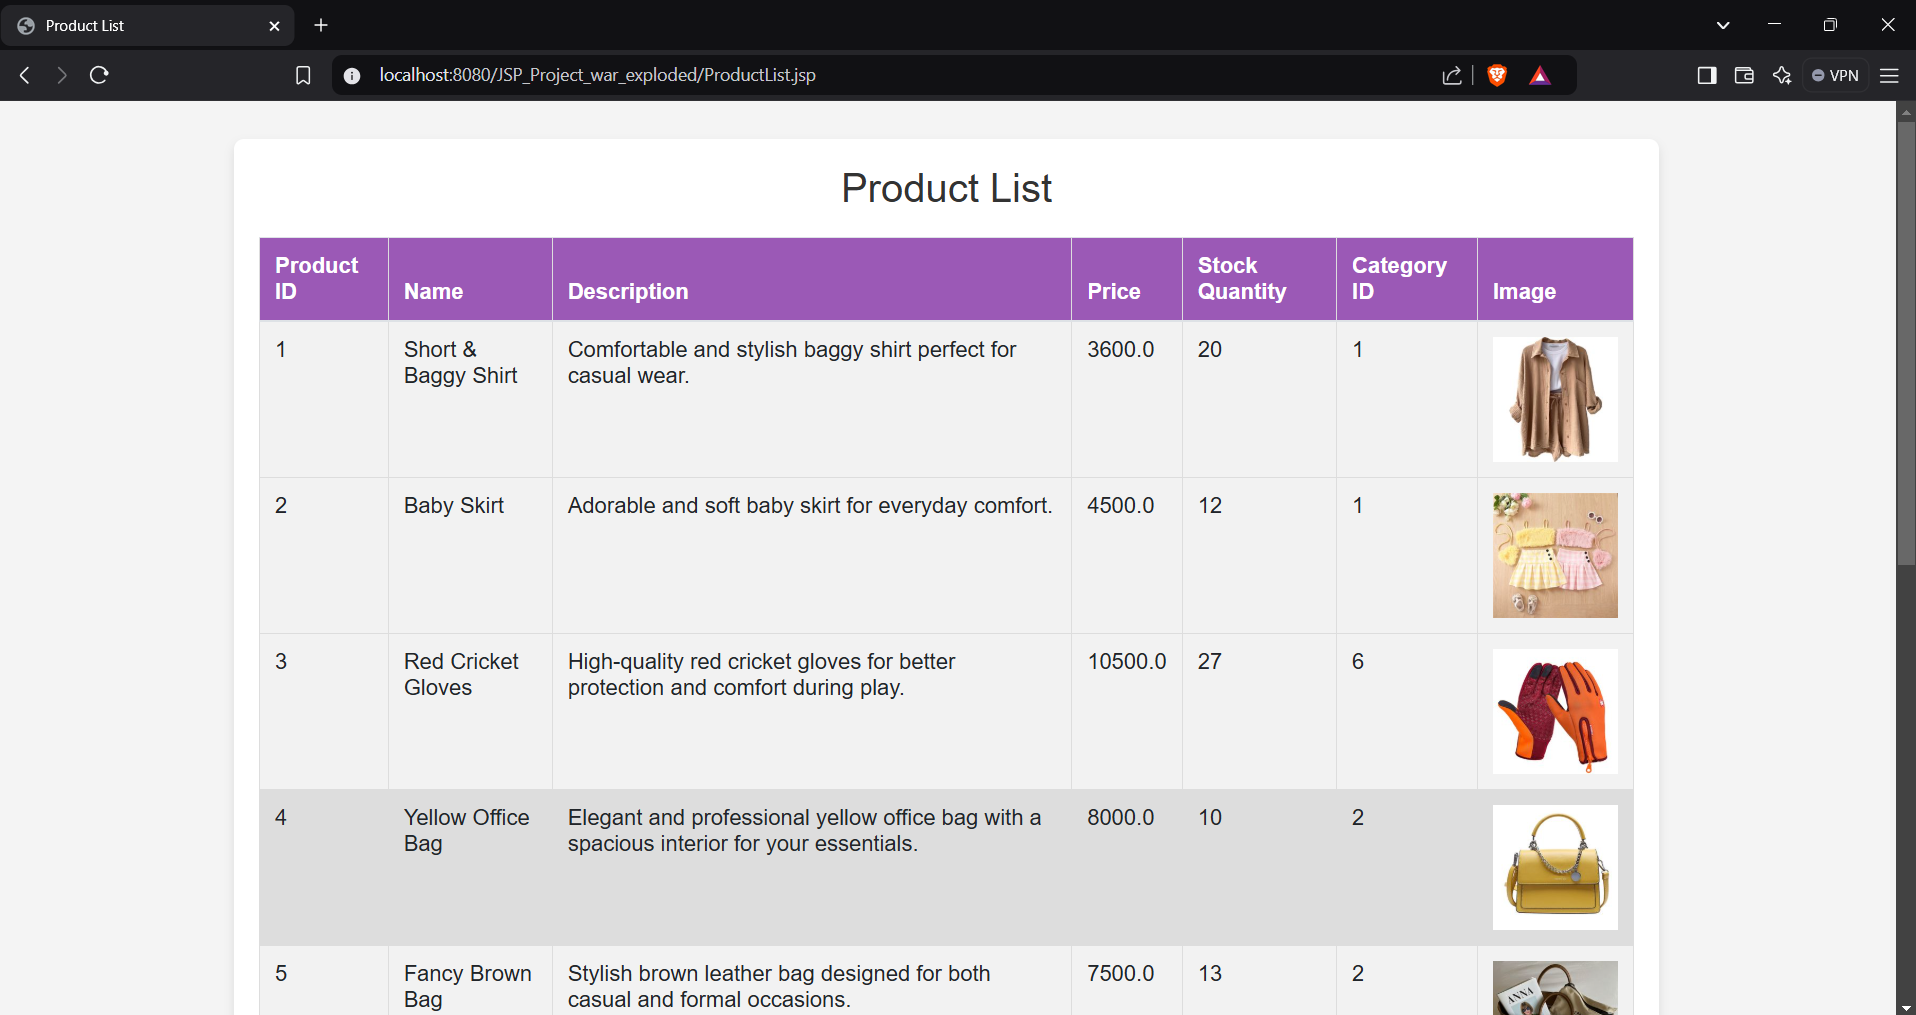 Product List
localhost:8080/JSP_Project_war_exploded/ProductList.jsp
VPN
Product List
Product
ID
Name
Description
Price
Stock
Quantity
Category
ID
Image
1
Short &
Baggy Shirt
Comfortable and stylish baggy shirt perfect for
casual wear.
3600.0
20
1
2
Baby Skirt
Adorable and soft baby skirt for everyday comfort.
4500.0
12
1
3
Red Cricket
Gloves
High-quality red cricket gloves for better
protection and comfort during play.
10500.0
27
6
4
Yellow Office
Bag
Elegant and professional yellow office bag with a
spacious interior for your essentials.
8000.0
10
2
5
Fancy Brown
Bag
Stylish brown leather bag designed for both
casual and formal occasions.
7500.0
13
2
ANNA